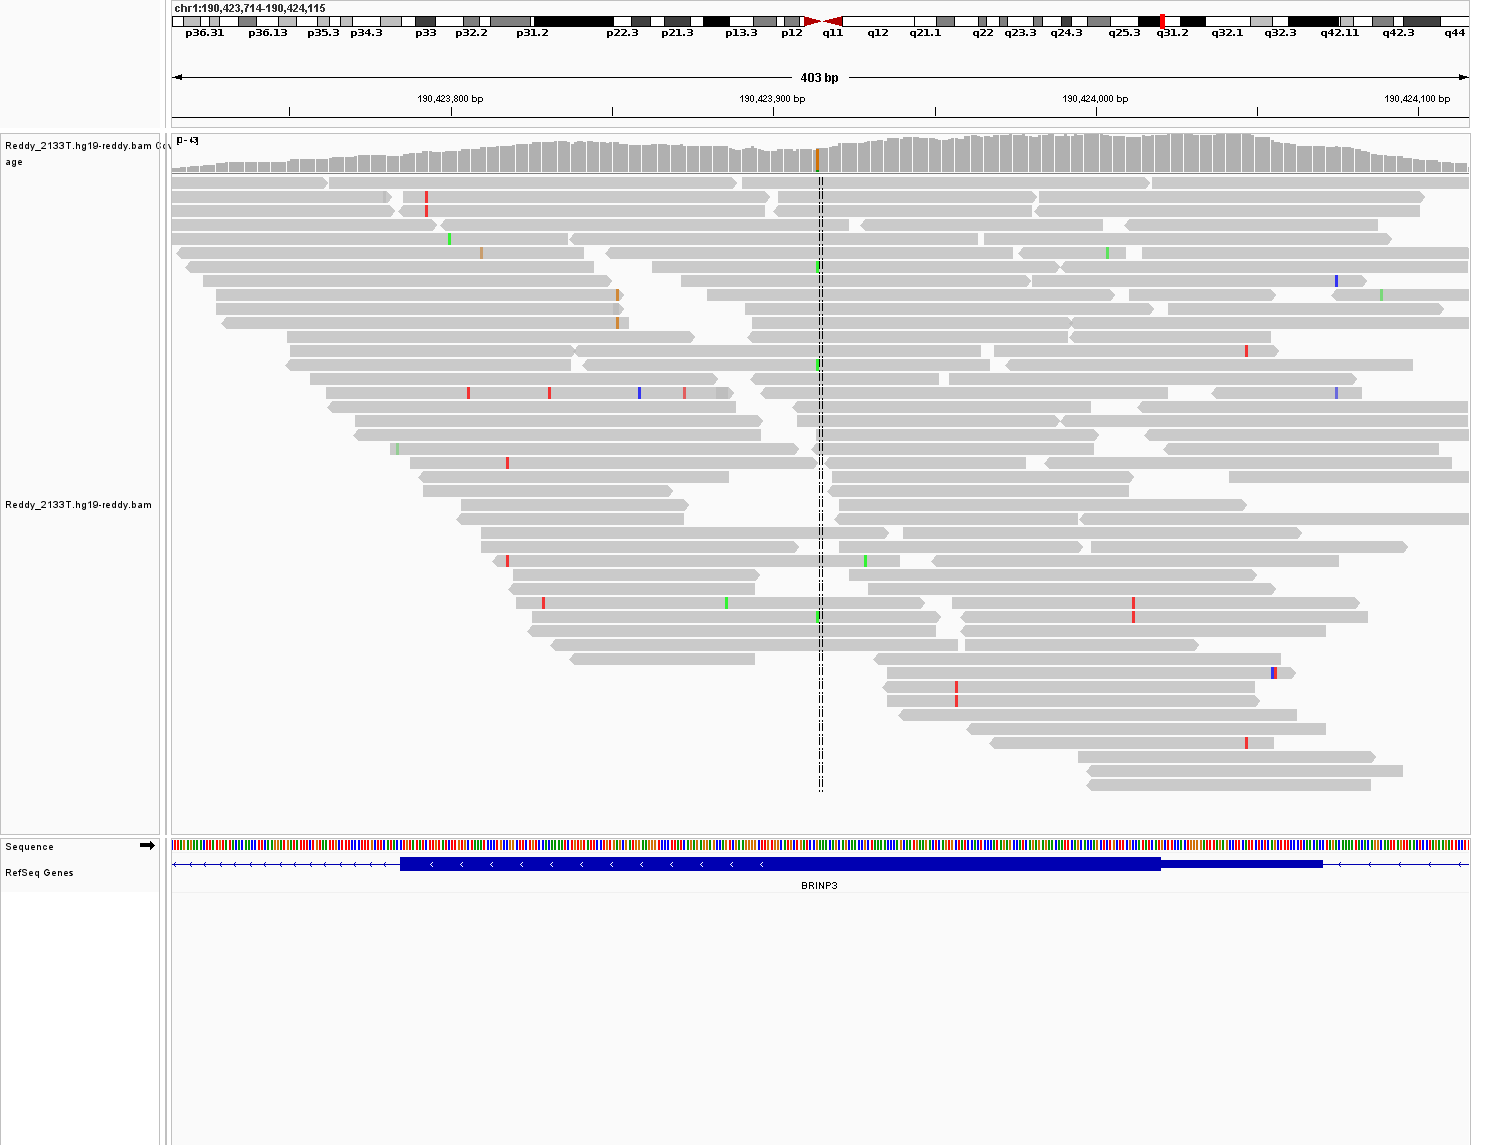 chr1:190,423,714-190,424,115
p36.31 p36.13 p35.3 p34.3 p33 p32.2 p31.2 p22.3 p21.3 p13.3 p12 q11 q12 q21.1 q22 q23.3 q24.3 q25.3 q31.2 q32.1 q32.3 q42.11 q42.3 q44
403 bp
190,423,800 bp 190,423,900 bp 190,424,000 bp 190,424,100 bp
Reddy_2133T.hg19-reddy.bam Cov
age
[0 - 43]
Reddy_2133T.hg19-reddy.bam
Sequence
RefSeq Genes
BRINP3